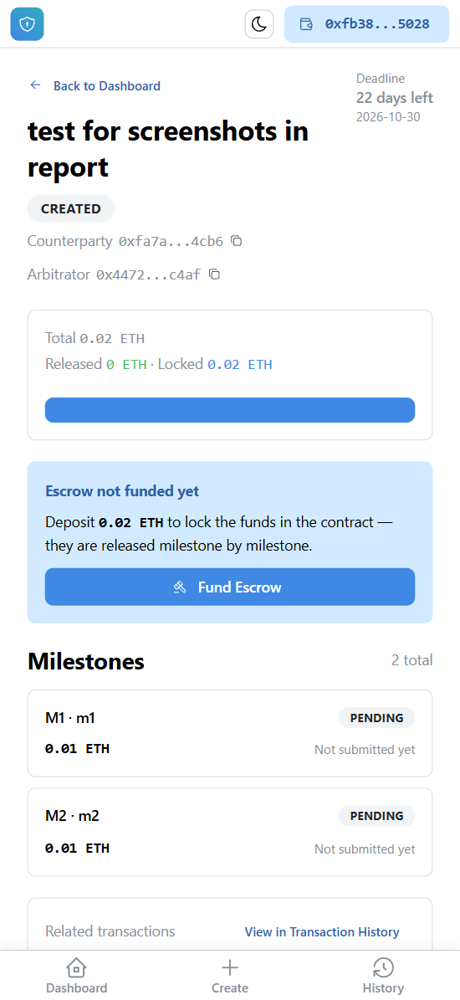 0xfb38...5028
Back to Dashboard
Deadline
22 days left
2026-10-30
test for screenshots in
report
CREATED
Counterparty 0xfa7a...4cb6
Arbitrator 0x4472...c4af
Total 0.02 ETH
Released 0 ETH · Locked 0.02 ETH
Escrow not funded yet
Deposit 0.02 ETH to lock the funds in the contract —
they are released milestone by milestone.
Fund Escrow
Milestones
2 total
M1 · m1
PENDING
0.01 ETH
Not submitted yet
M2 · m2
PENDING
0.01 ETH
Not submitted yet
Related transactions
View in Transaction History
Dashboard
Create
History